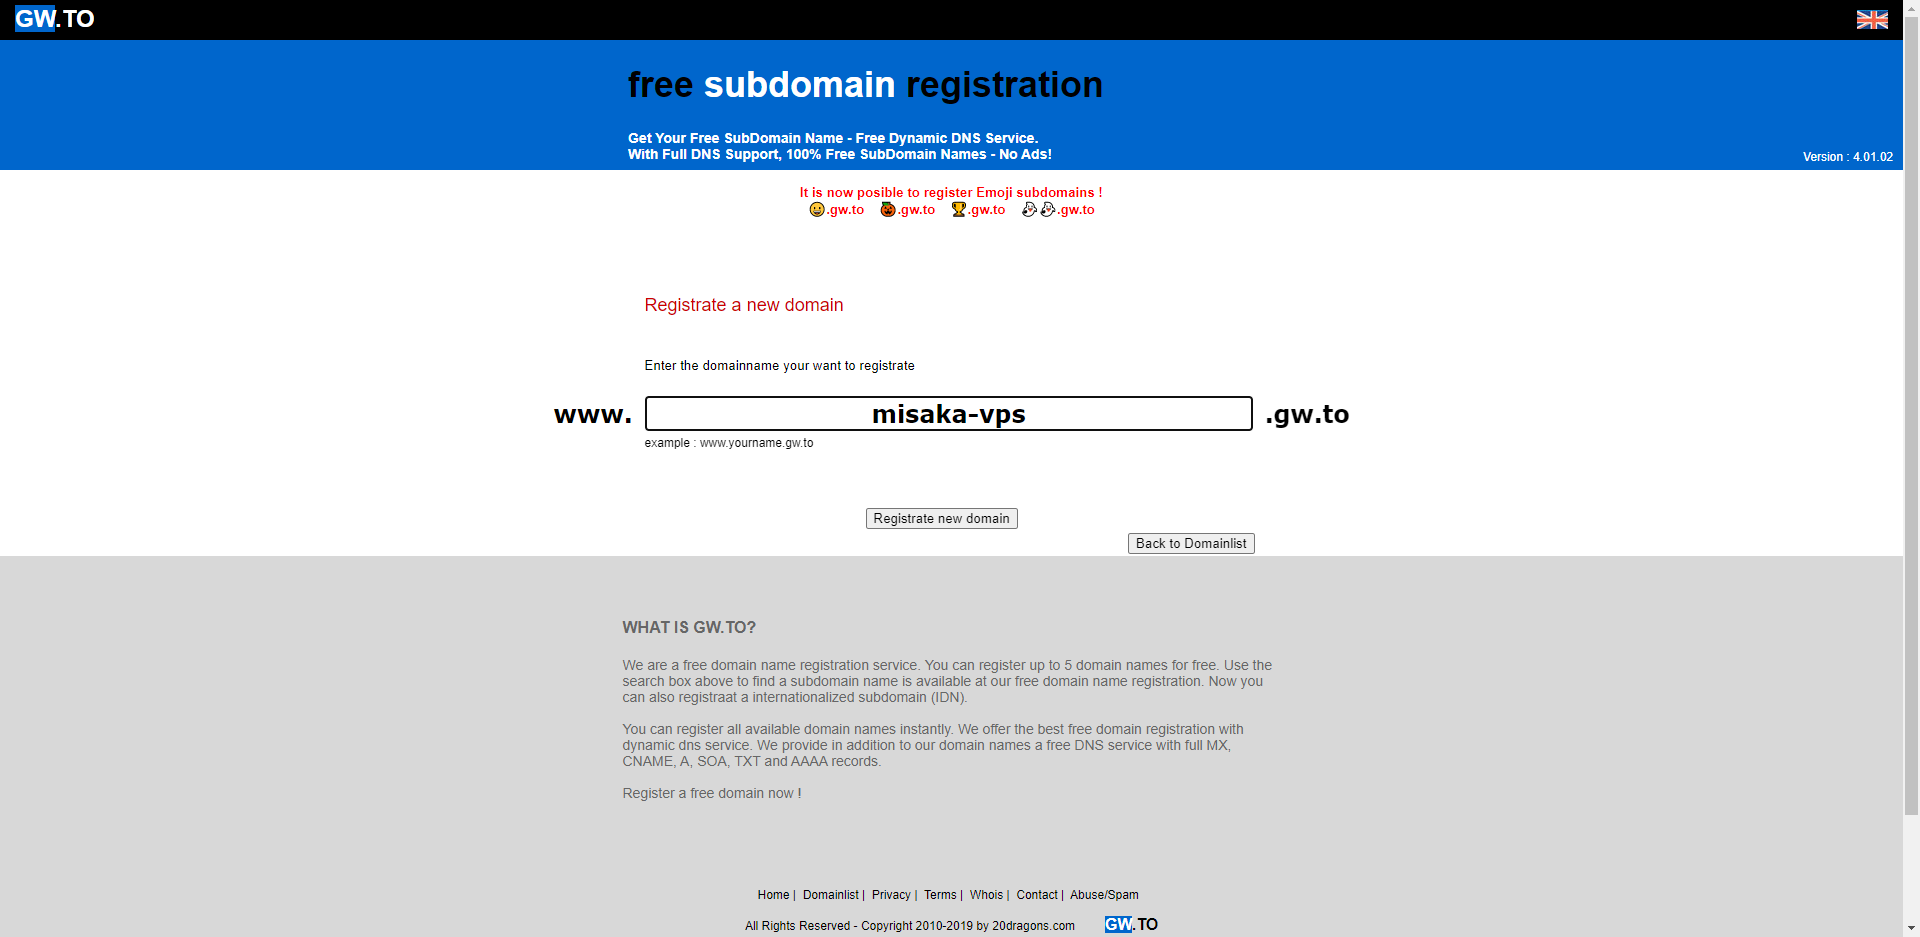 GW.TO
free subdomain registration
Get Your Free SubDomain Name - Free Dynamic DNS Service.
With Full DNS Support, 100% Free SubDomain Names - No Ads!
Version : 4.01.02
It is now posible to register Emoji subdomains !
😀.gw.to 🎃.gw.to 🏆.gw.to 👻👻.gw.to
Registrate a new domain
Enter the domainname your want to registrate
www. misaka-vps .gw.to
example : www.yourname.gw.to
Registrate new domain
Back to Domainlist
WHAT IS GW.TO?
We are a free domain name registration service. You can register up to 5 domain names for free. Use the
search box above to find a subdomain name is available at our free domain name registration. Now you
can also registraat a internationalized subdomain (IDN).
You can register all available domain names instantly. We offer the best free domain registration with
dynamic dns service. We provide in addition to our domain names a free DNS service with full MX,
CNAME, A, SOA, TXT and AAAA records.
Register a free domain now !
Home | Domainlist | Privacy | Terms | Whois | Contact | Abuse/Spam
All Rights Reserved - Copyright 2010-2019 by 20dragons.com GW.TO